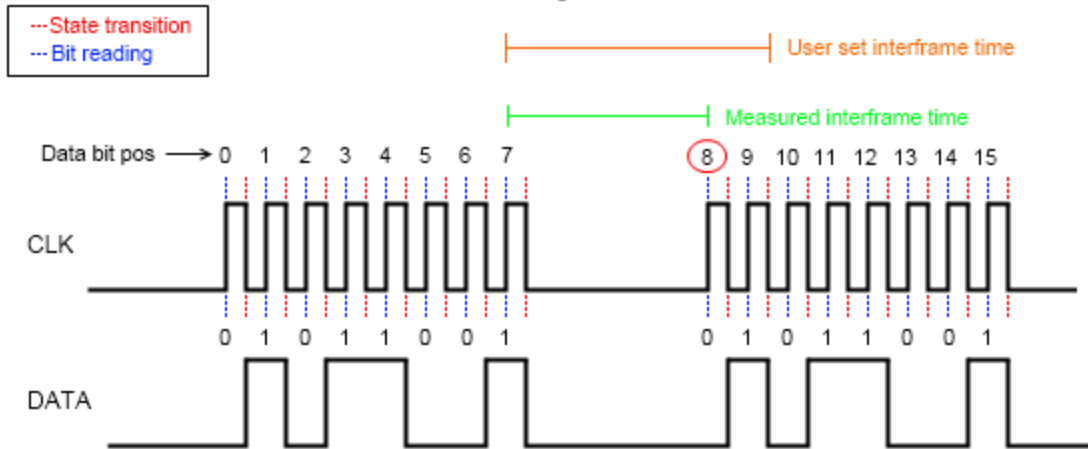 ---State transition
---Bit reading
User set interframe time
Measured interframe time
Data bit pos 0 1 2 3 4 5 6 7 8 9 10 11 12 13 14 15
CLK
0 1 0 1 1 0 0 1 0 1 0 1 1 0 0 1
DATA